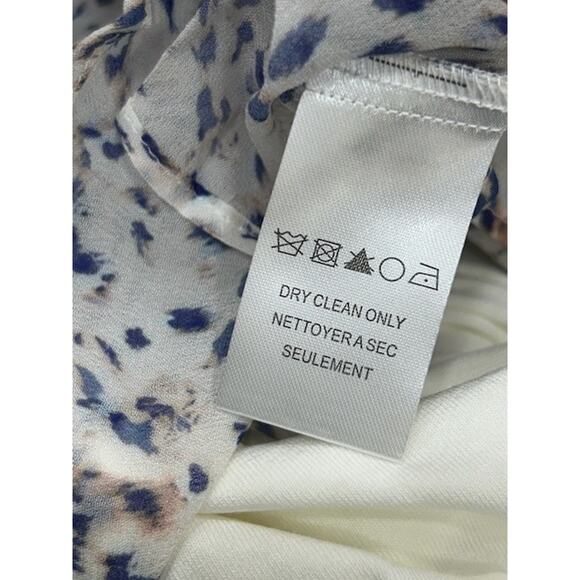 DRY CLEAN ONLY
NETTOYER A SEC
SEULEMENT